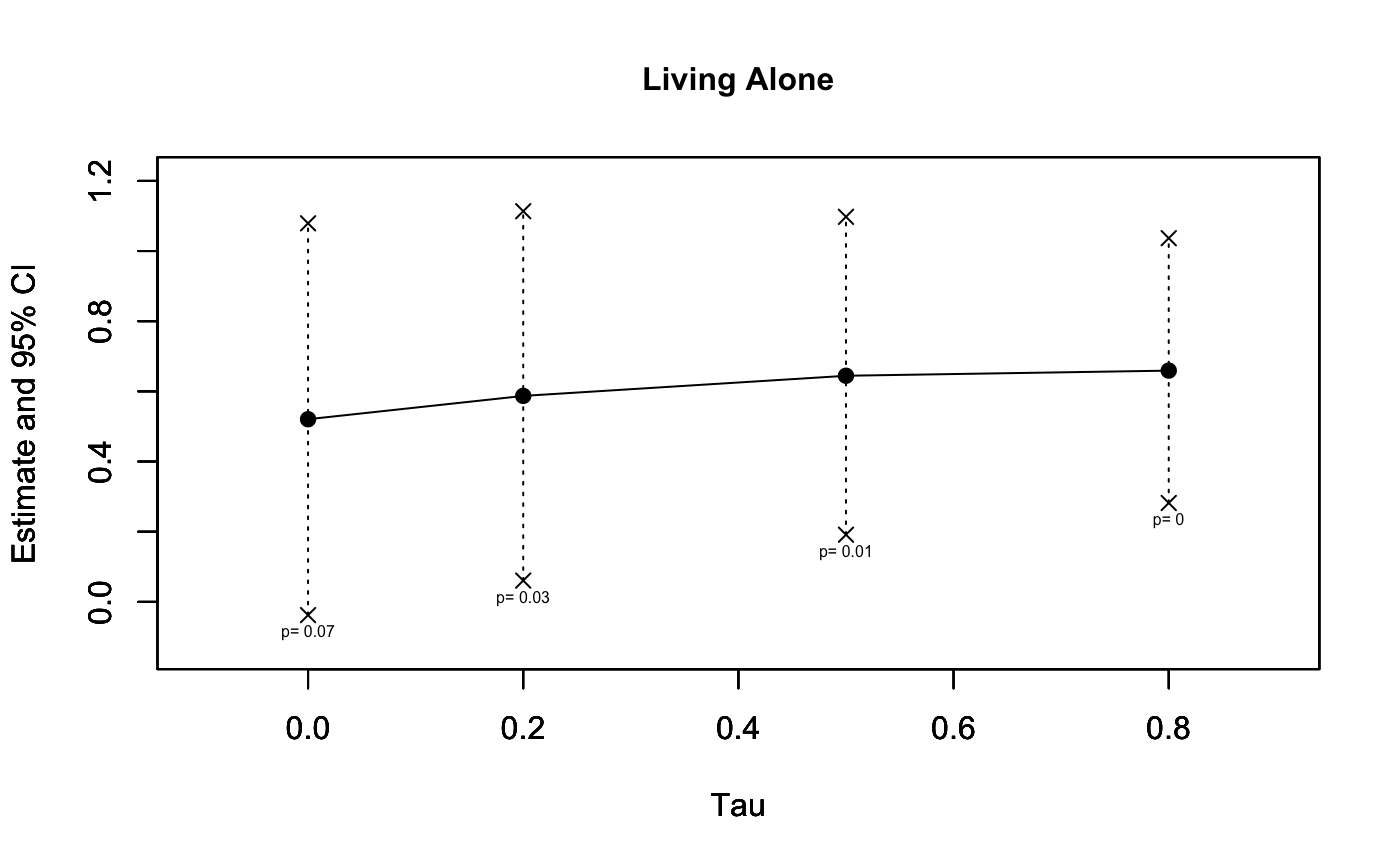 Living Alone
Estimate and 95% CI
1.2
0.8
0.4
0.0
p= 0.07
p= 0.03
p= 0.01
p= 0
0.0 0.2 0.4 0.6 0.8
Tau